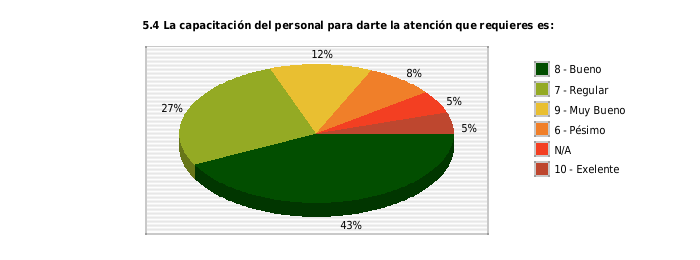 5.4 La capacitación del personal para darte la atención que requieres es:
12%
8%
5%
5%
27%
43%
8 - Bueno
7 - Regular
9 - Muy Bueno
6 - Pésimo
N/A
10 - Exelente